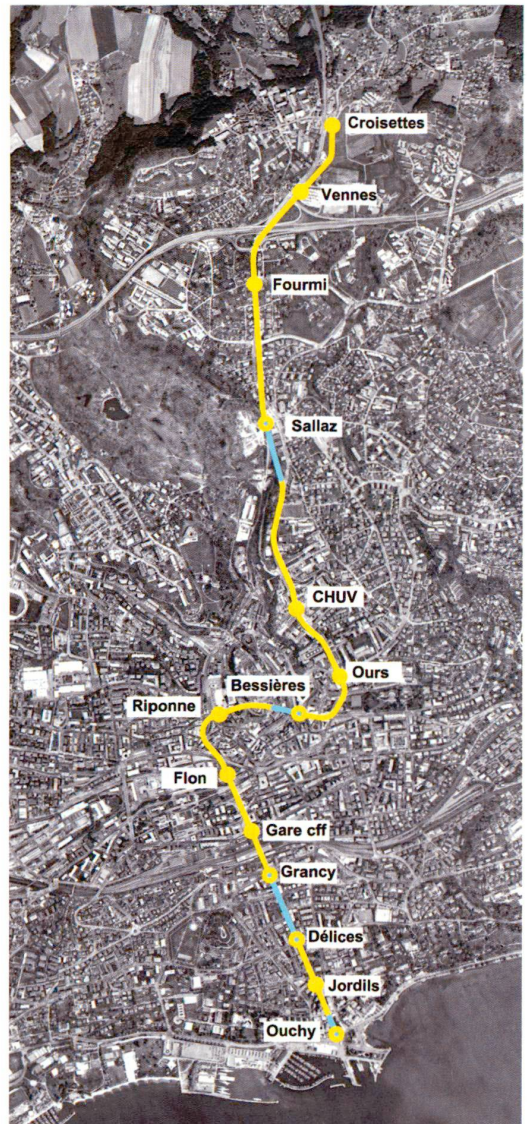 Croisettes
Vennes
Fourmi
Sallaz
CHUV
Ours
Bessières
Riponne
Flon
Gare cff
Grancy
Délices
Jordils
Ouchy